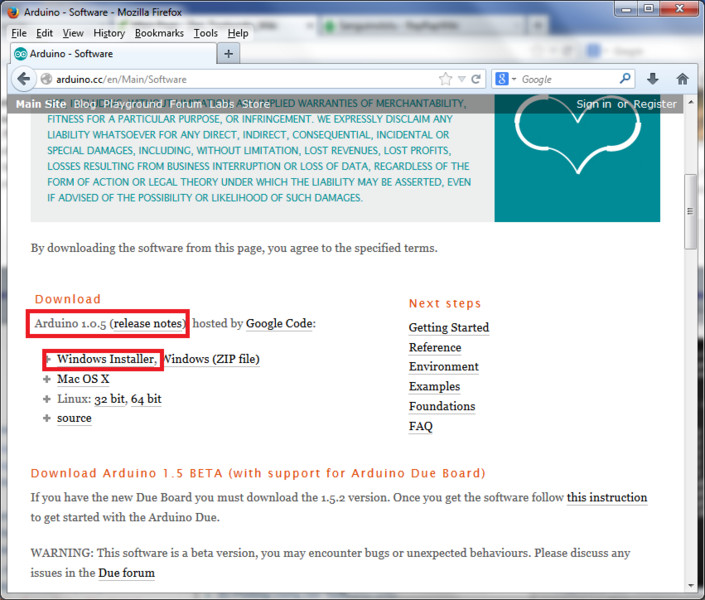 Arduino - Software - Mozilla Firefox
File Edit View History Bookmarks Tools Help
Arduino - Software
arduino.cc/en/Main/Software
Google
Main Site Blog Playground Forum Labs Store
Sign in or Register
IMPLIED WARRANTIES OF MERCHANTABILITY,
FITNESS FOR A PARTICULAR PURPOSE, OR INFRINGEMENT. WE EXPRESSLY DISCLAIM ANY
LIABILITY WHATSOEVER FOR ANY DIRECT, INDIRECT, CONSEQUENTIAL, INCIDENTAL OR
SPECIAL DAMAGES, INCLUDING, WITHOUT LIMITATION, LOST REVENUES, LOST PROFITS,
LOSSES RESULTING FROM BUSINESS INTERRUPTION OR LOSS OF DATA, REGARDLESS OF THE
FORM OF ACTION OR LEGAL THEORY UNDER WHICH THE LIABILITY MAY BE ASSERTED, EVEN
IF ADVISED OF THE POSSIBILITY OR LIKELIHOOD OF SUCH DAMAGES.
By downloading the software from this page, you agree to the specified terms.
Download
Arduino 1.0.5 (release notes), hosted by Google Code:
Windows Installer, Windows (ZIP file)
Mac OS X
Linux: 32 bit, 64 bit
source
Next steps
Getting Started
Reference
Environment
Examples
Foundations
FAQ
Download Arduino 1.5 BETA (with support for Arduino Due Board)
If you have the new Due Board you must download the 1.5.2 version. Once you get the software follow this instruction
to get started with the Arduino Due.
WARNING: This software is a beta version, you may encounter bugs or unexpected behaviours. Please discuss any
issues in the Due forum